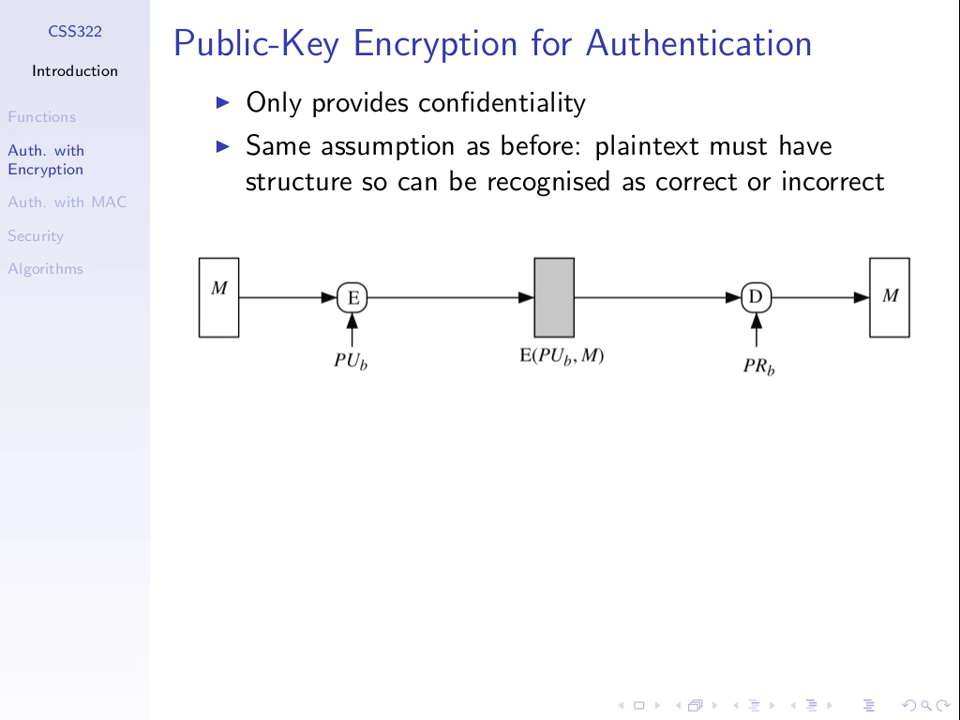 CSS322
Introduction
Functions
Auth. with
Encryption
Auth. with MAC
Security
Algorithms
Public-Key Encryption for Authentication
Only provides confidentiality
Same assumption as before: plaintext must have
structure so can be recognised as correct or incorrect
M
E
D
M
PU_b
E(PU_b, M)
PR_b